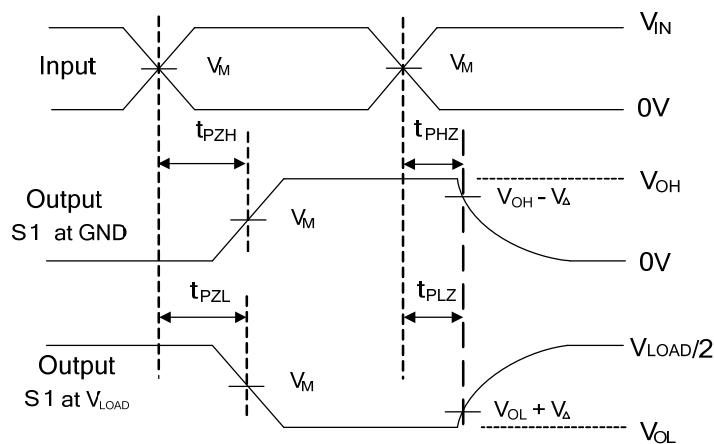 V_IN
Input
V_M
V_M
0V
t_PZH
t_PHZ
Output
S1 at GND
V_OH
V_OH – V_Δ
V_M
0V
t_PZL
t_PLZ
Output
S1 at V_LOAD
V_LOAD/2
V_M
V_OL + V_Δ
V_OL